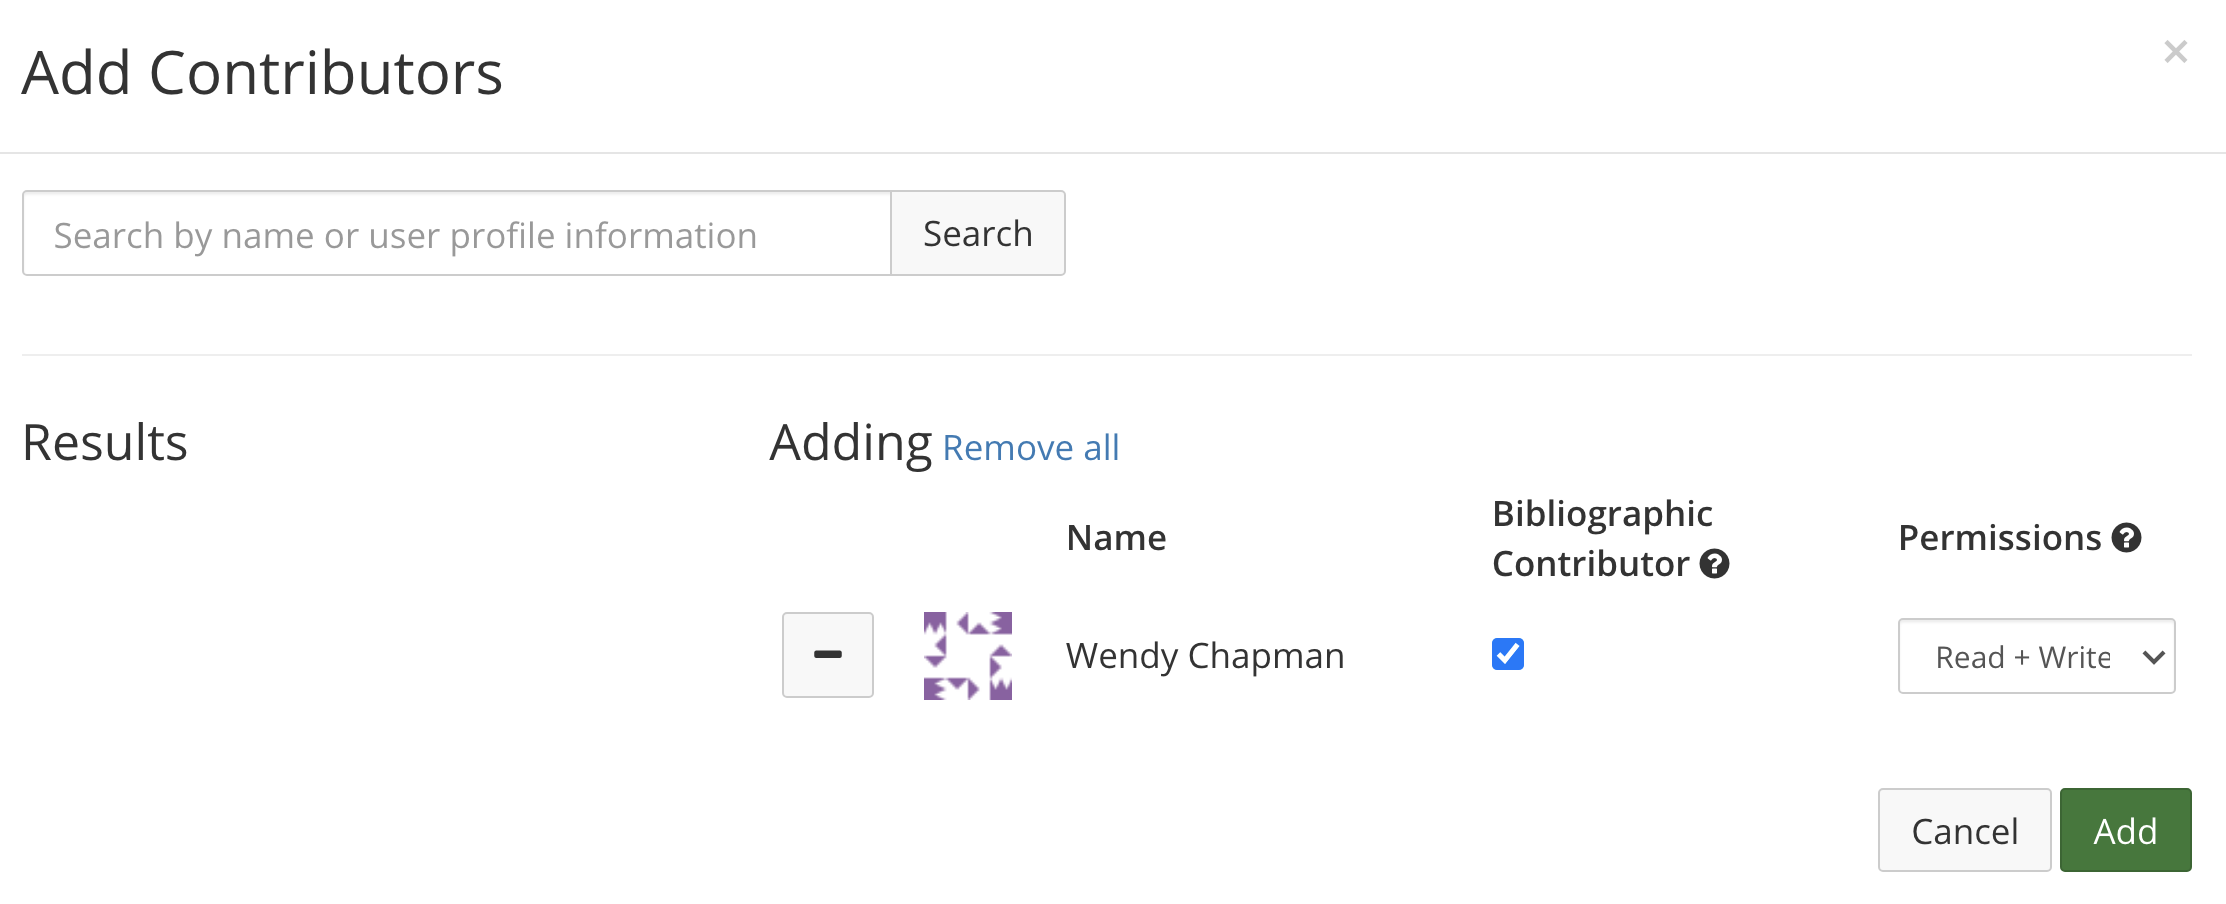 Add Contributors
×
Search by name or user profile information
Search
Results
Adding Remove all
Name
Bibliographic
Contributor ?
Permissions ?
Wendy Chapman
Read + Write
Cancel
Add